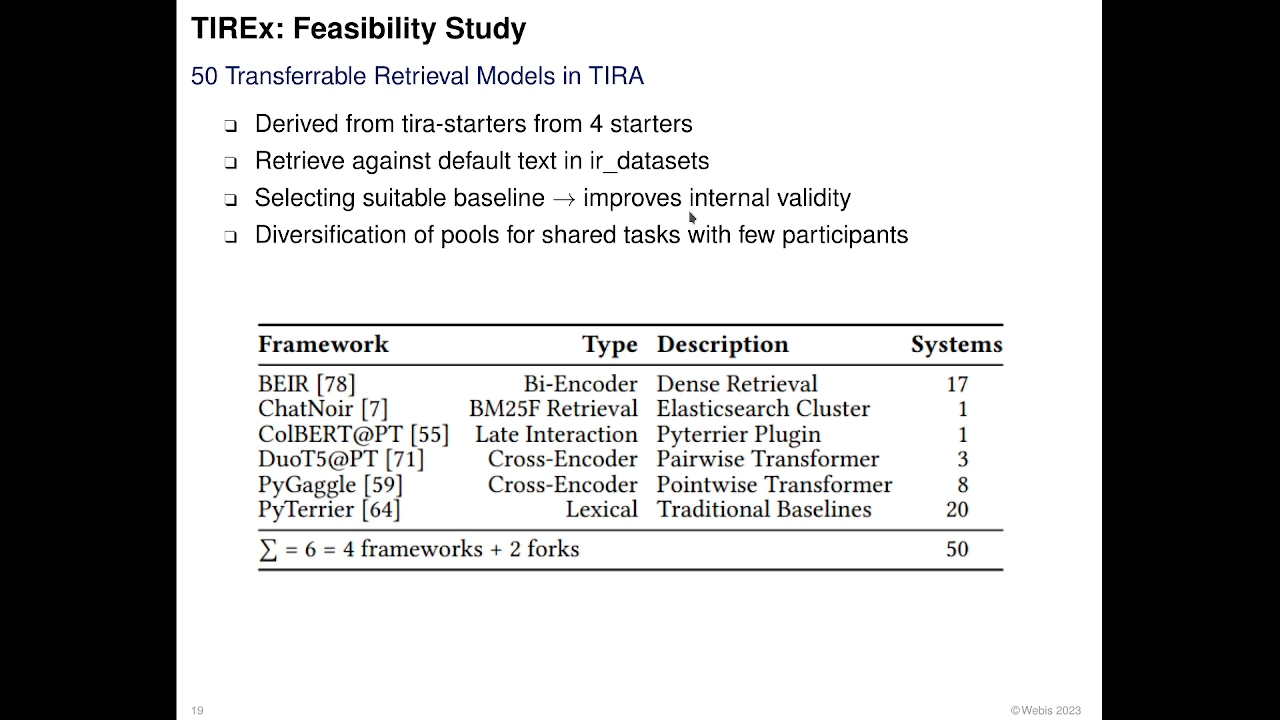 TIREx: Feasibility Study
50 Transferrable Retrieval Models in TIRA
❏ Derived from tira-starters from 4 starters
❏ Retrieve against default text in ir_datasets
❏ Selecting suitable baseline → improves internal validity
❏ Diversification of pools for shared tasks with few participants
Framework Type Description Systems
BEIR [78] Bi-Encoder Dense Retrieval 17
ChatNoir [7] BM25F Retrieval Elasticsearch Cluster 1
ColBERT@PT [55] Late Interaction Pyterrier Plugin 1
DuoT5@PT [71] Cross-Encoder Pairwise Transformer 3
PyGaggle [59] Cross-Encoder Pointwise Transformer 8
PyTerrier [64] Lexical Traditional Baselines 20
∑ = 6 = 4 frameworks + 2 forks 50
19 ©Webis 2023